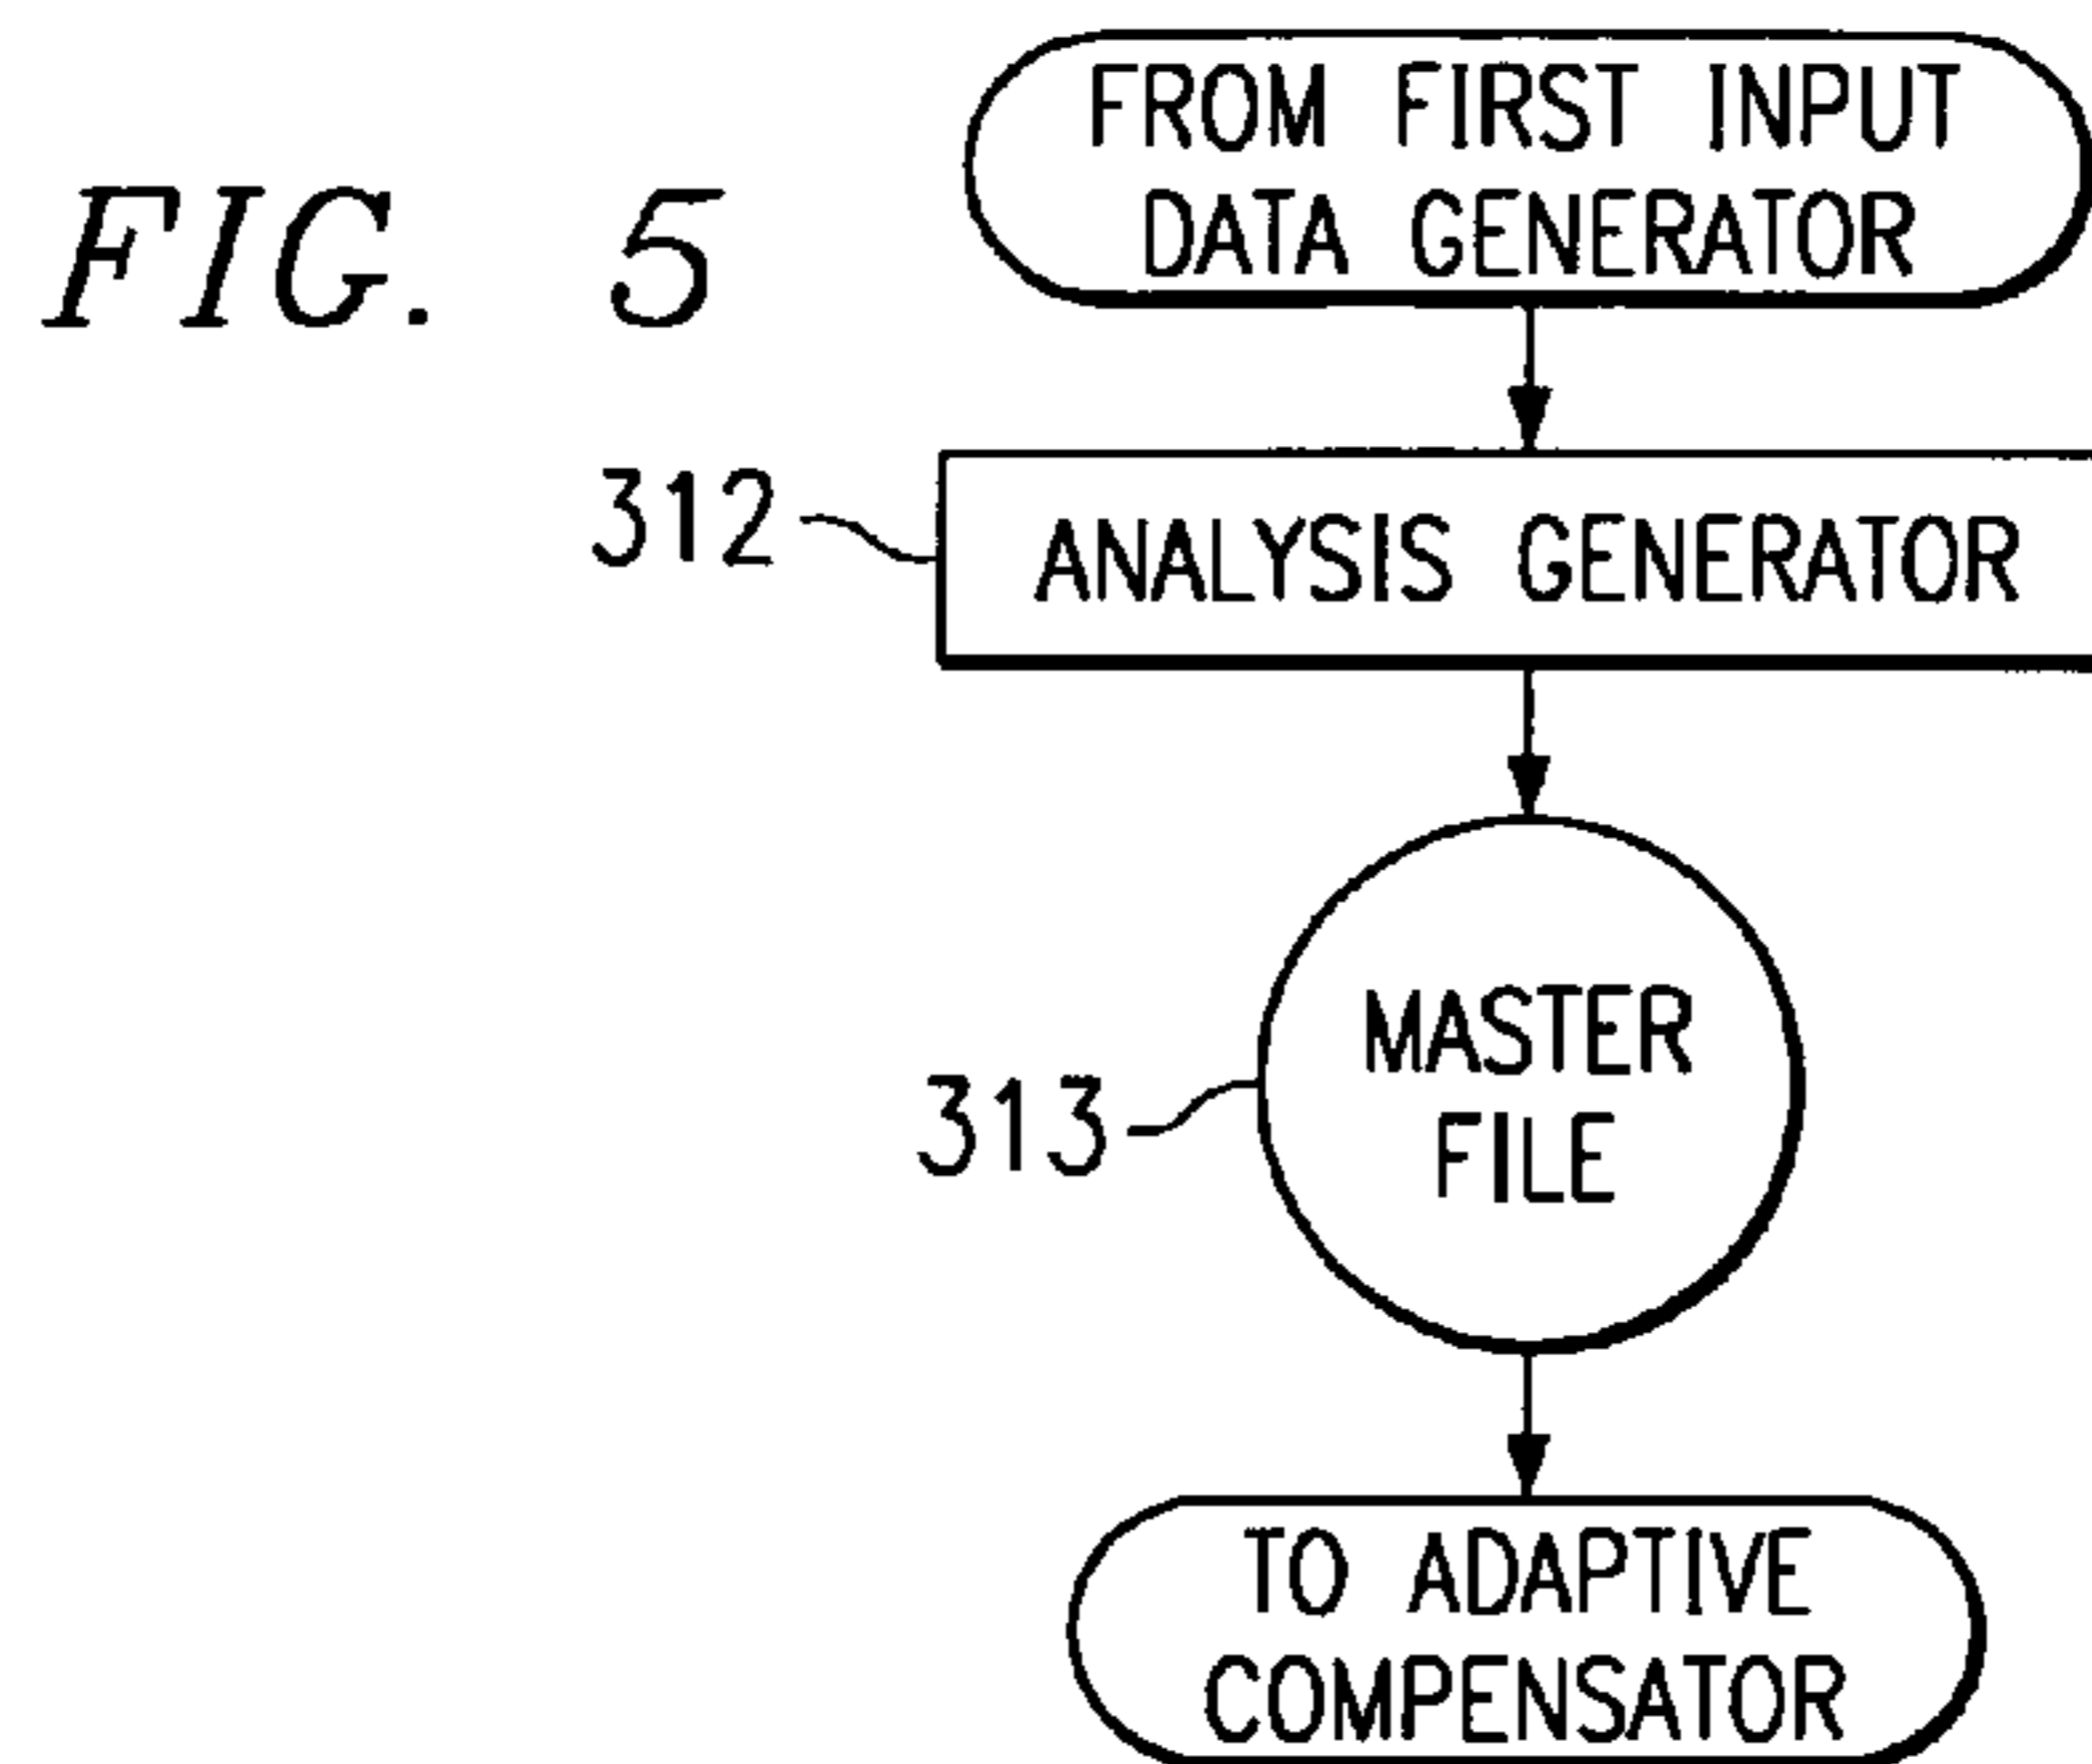 FIG. 5
FROM FIRST INPUT
DATA GENERATOR
312
ANALYSIS GENERATOR
313
MASTER
FILE
TO ADAPTIVE
COMPENSATOR